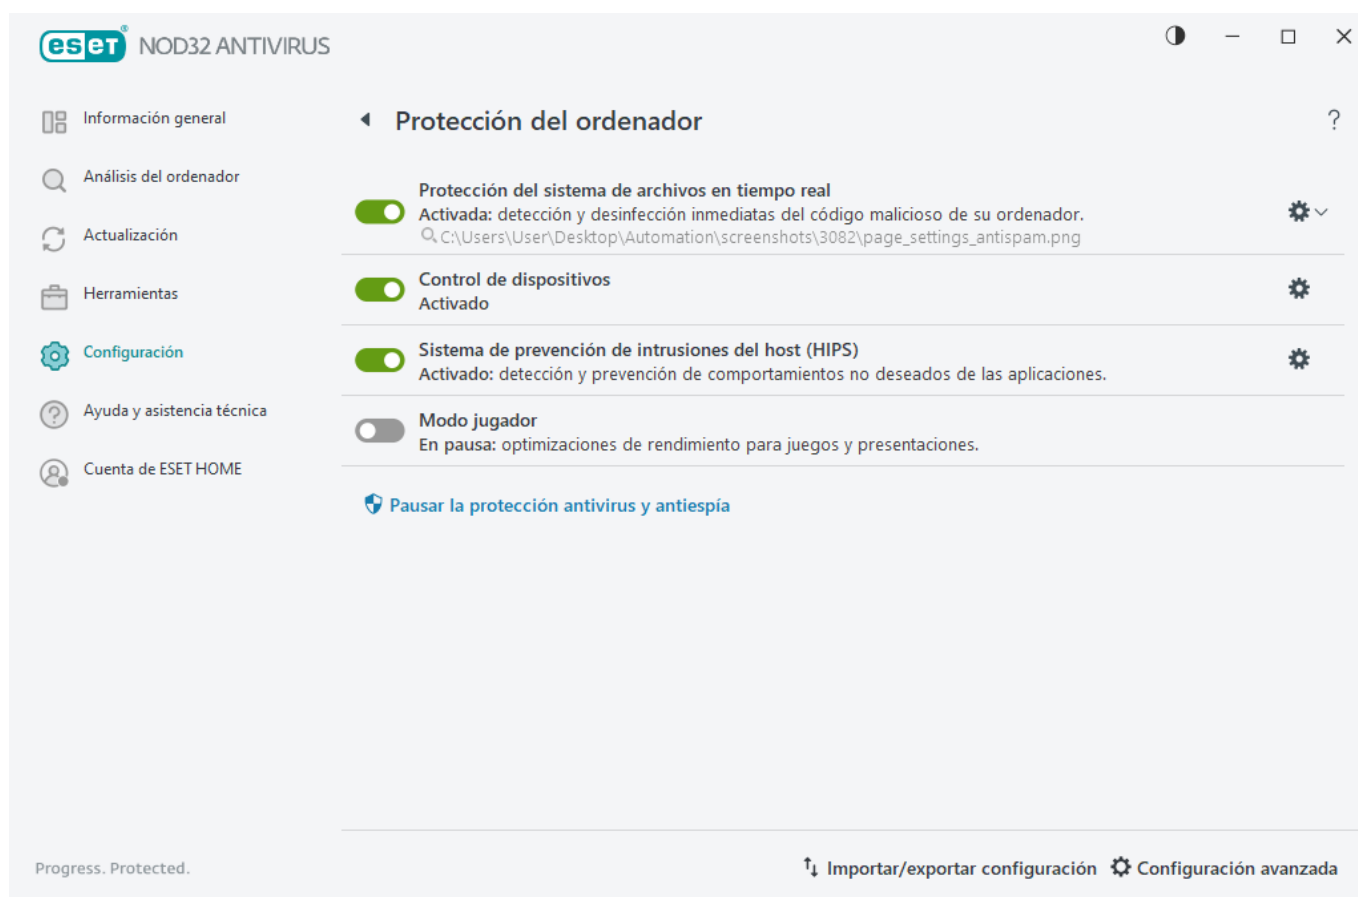 eset® NOD32 ANTIVIRUS
Información general
Análisis del ordenador
Actualización
Herramientas
Configuración
Ayuda y asistencia técnica
Cuenta de ESET HOME
Protección del ordenador
?
Protección del sistema de archivos en tiempo real
Activada: detección y desinfección inmediatas del código malicioso de su ordenador.
C:\Users\User\Desktop\Automation\screenshots\3082\page_settings_antispam.png
Control de dispositivos
Activado
Sistema de prevención de intrusiones del host (HIPS)
Activado: detección y prevención de comportamientos no deseados de las aplicaciones.
Modo jugador
En pausa: optimizaciones de rendimiento para juegos y presentaciones.
Pausar la protección antivirus y antiespía
Progress. Protected.
Importar/exportar configuración
Configuración avanzada